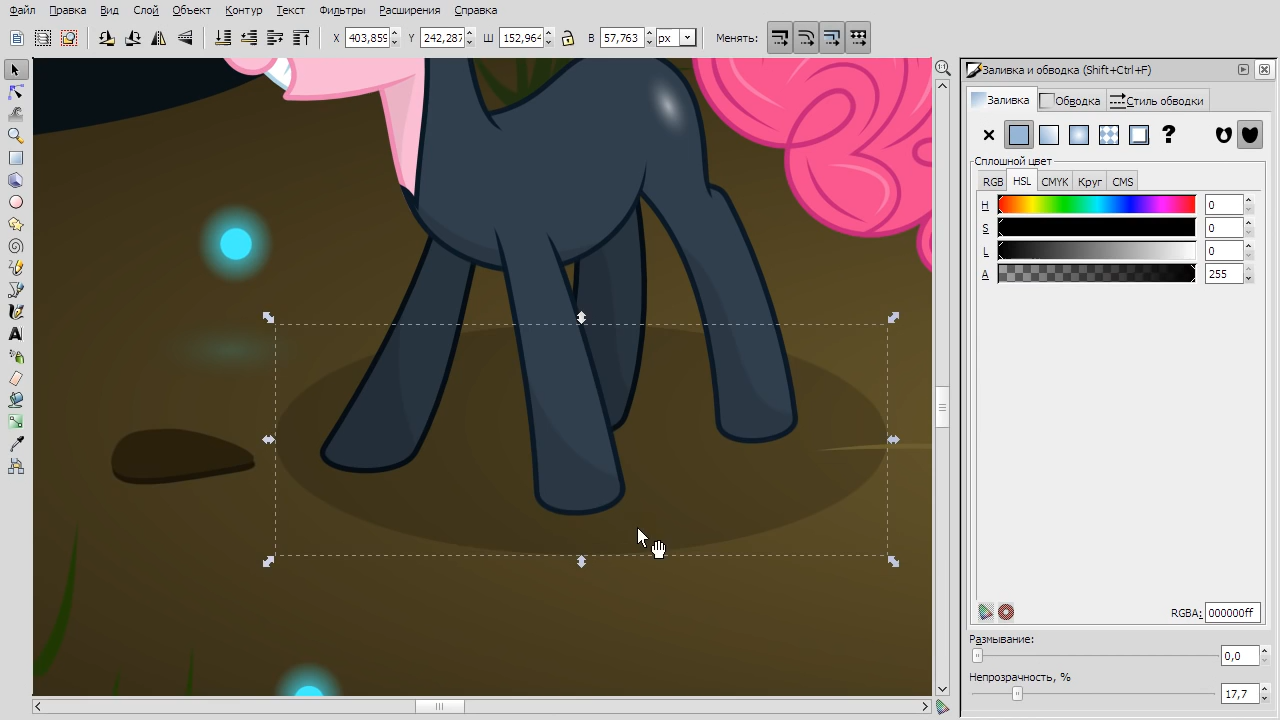 Файл Правка Вид Слой Объект Контур Текст Фильтры Расширения Справка
X 403,859 Y 242,287 Ш 152,964 В 57,763 px Менять:
Заливка и обводка (Shift+Ctrl+F)
Заливка Обводка Стиль обводки
?
Сплошной цвет
RGB HSL CMYK Круг CMS
H 0
S 0
L 0
A 255
RGBA: 000000ff
Размывание:
0,0
Непрозрачность, %
17,7